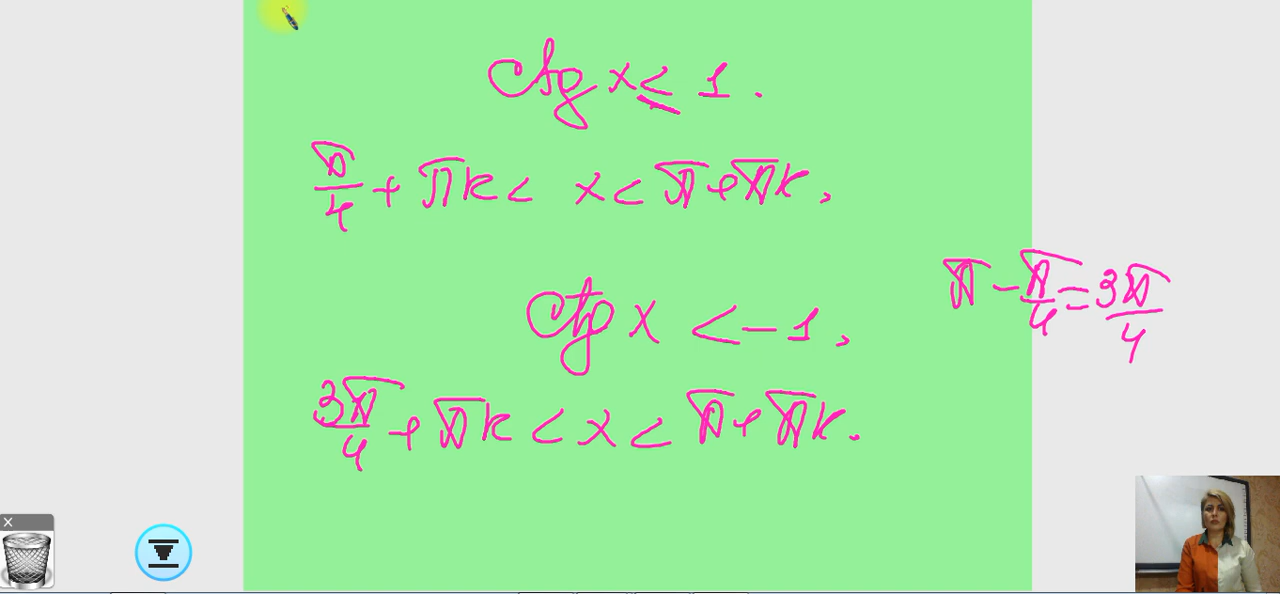 ctg x ≤ 1.
π/4 + πk < x < π + πk,
π - π/4 = 3π/4
ctg x < -1,
3π/4 + πk < x < π + πk.